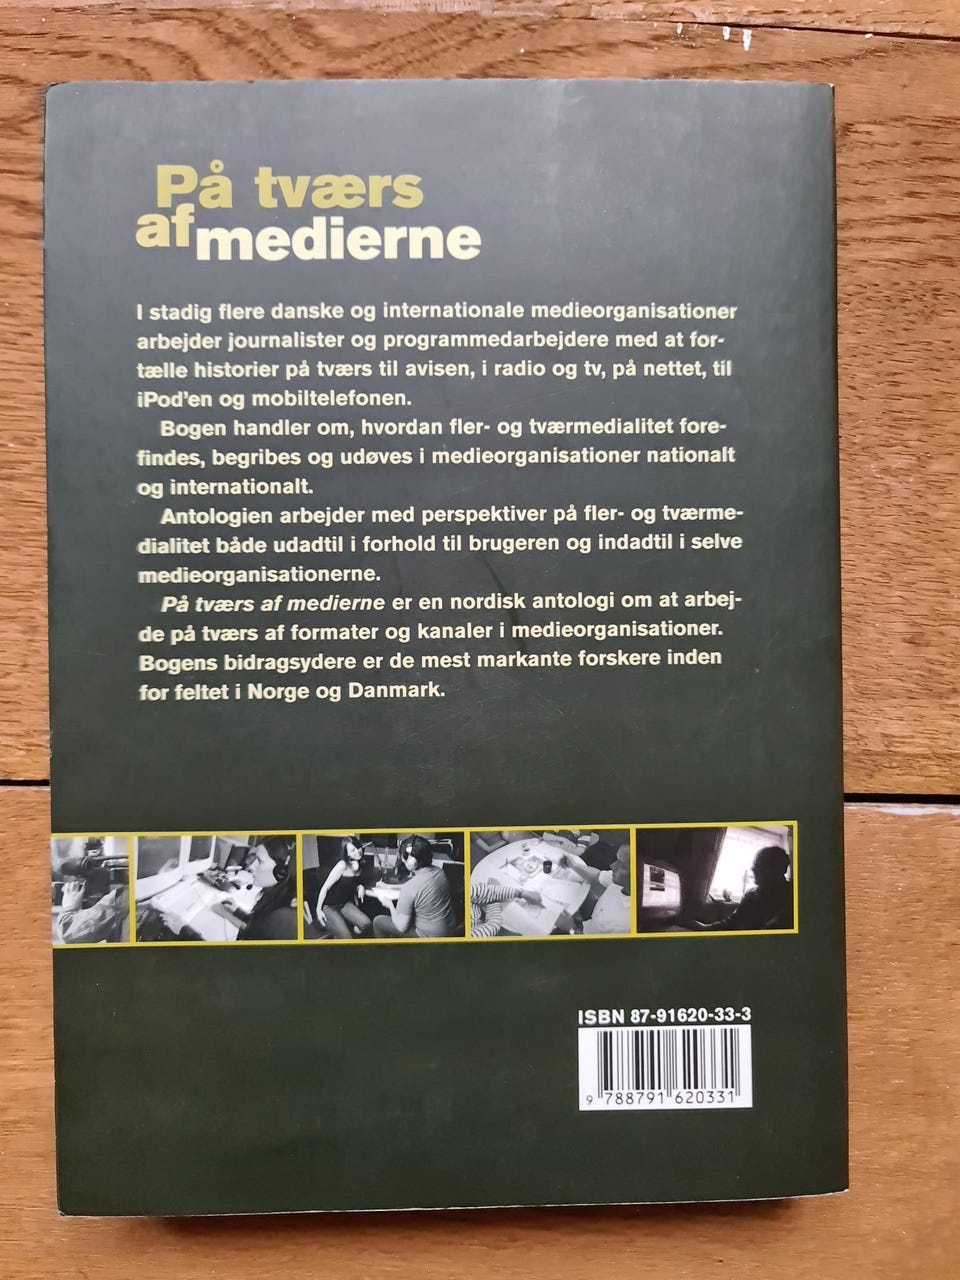 På tværs
af medierne
I stadig flere danske og internationale medieorganisationer
arbejder journalister og programmedarbejdere med at for-
tælle historier på tværs til avisen, i radio og tv, på nettet, til
iPod'en og mobiltelefonen.
Bogen handler om, hvordan fler- og tværmedialitet fore-
findes, begribes og udøves i medieorganisationer nationalt
og internationalt.
Antologien arbejder med perspektiver på fler- og tværme-
dialitet både udadtil i forhold til brugeren og indadtil i selve
medieorganisationerne.
På tværs af medierne er en nordisk antologi om at arbej-
de på tværs af formater og kanaler i medieorganisationer.
Bogens bidragsydere er de mest markante forskere inden
for feltet i Norge og Danmark.
ISBN 87-91620-33-3
9 788791 620331